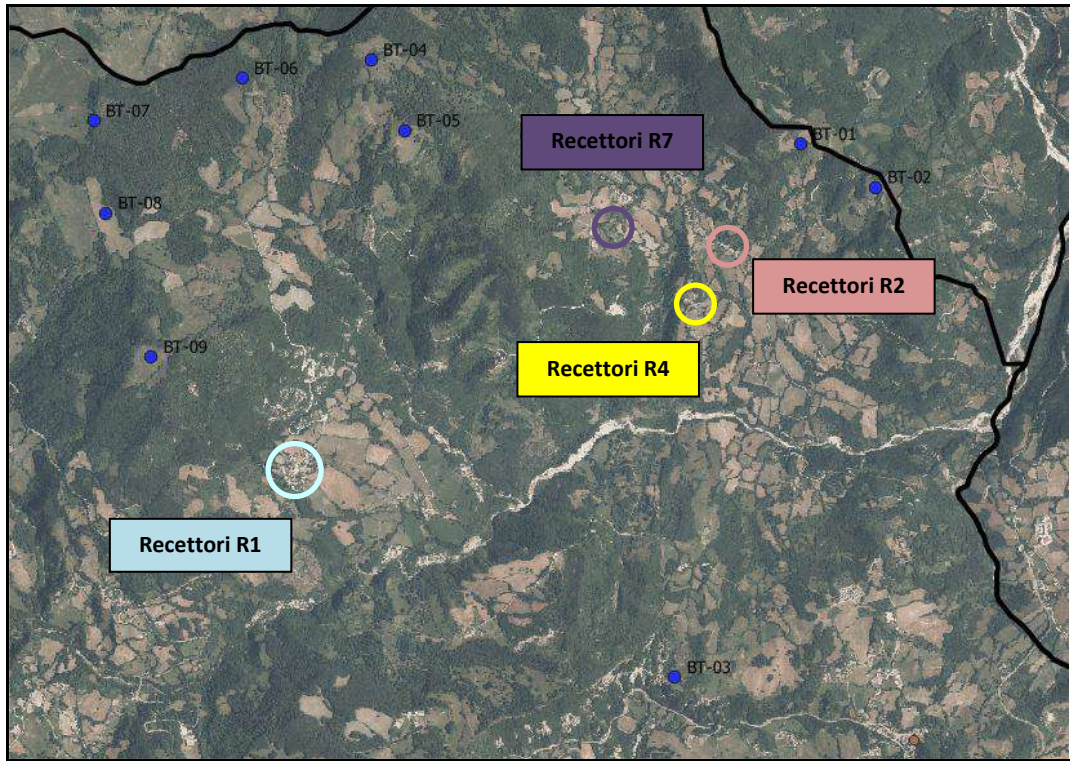 BT-04
BT-06
BT-07
BT-05
Recettori R7
BT-01
BT-02
BT-08
Recettori R2
BT-09
Recettori R4
Recettori R1
BT-03